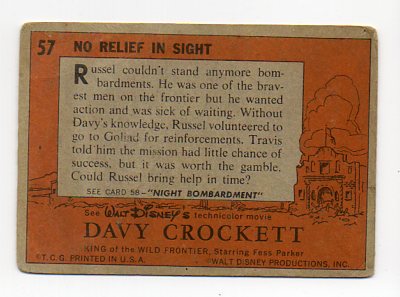 57 NO RELIEF IN SIGHT
Russel couldn't stand anymore bom-
bardments. He was one of the brav-
est men on the frontier but he wanted
action and was sick of waiting. Without
Davy's knowledge, Russel volunteered to
go to Goliad for reinforcements. Travis
told him the mission had little chance of
success, but it was worth the gamble.
Could Russel bring help in time?
SEE CARD 58-"NIGHT BOMBARDMENT"
See WALT DISNEY's technicolor movie
DAVY CROCKETT
KING of the WILD FRONTIER, Starring Fess Parker
©T.C.G. PRINTED IN U.S.A. ©WALT DISNEY PRODUCTIONS, INC.